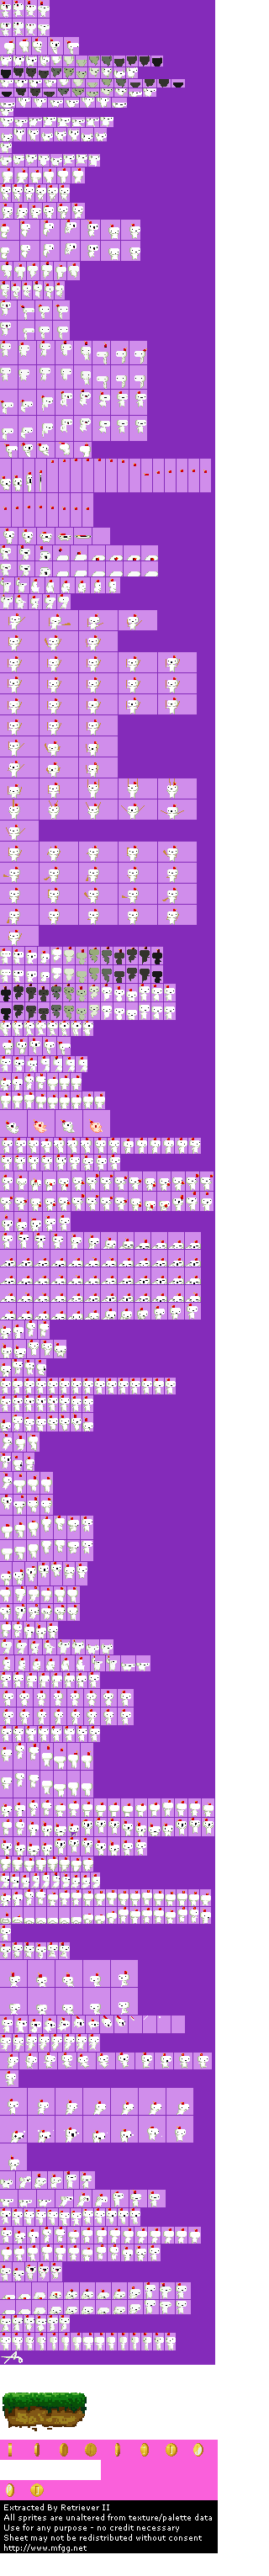 Extracted By Retriever II
All sprites are unaltered from texture/palette data
Use for any purpose - no credit necessary
Sheet may not be redistributed without consent
http://www.mfgg.net